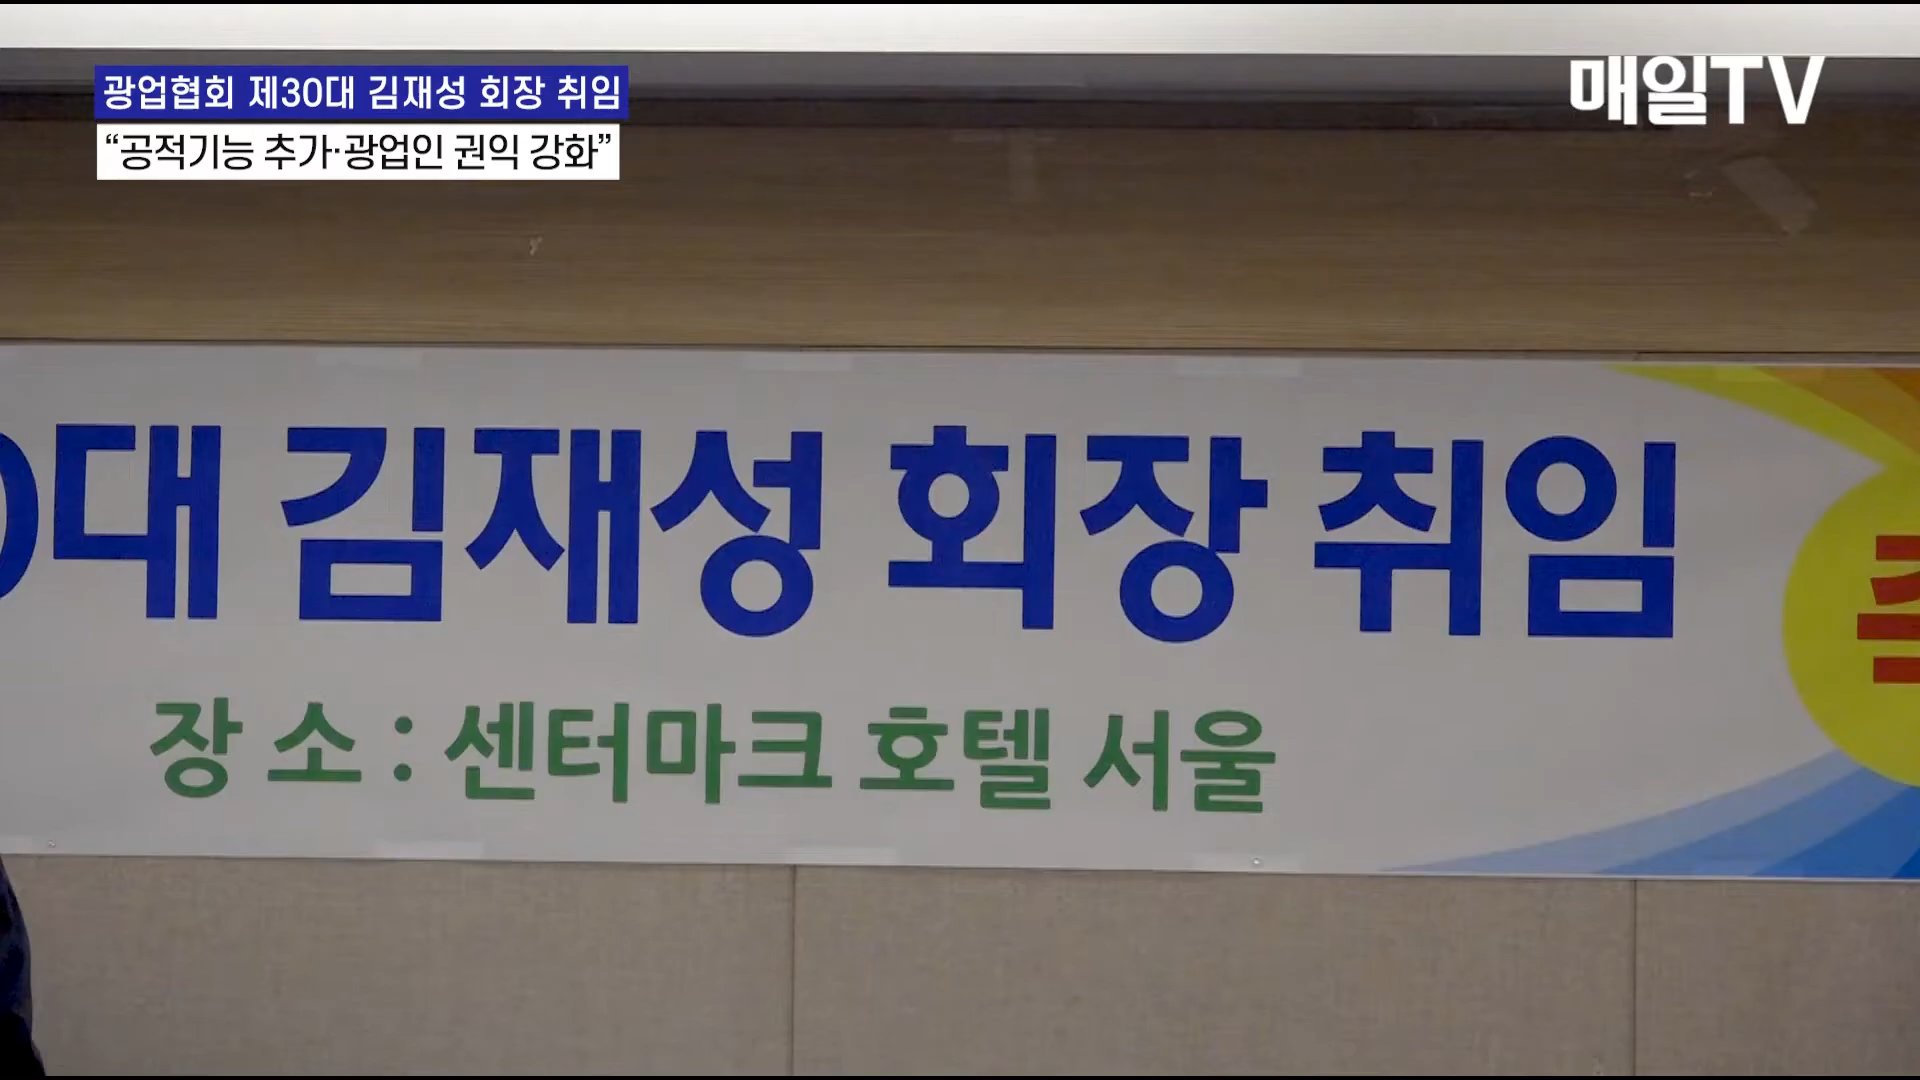 광업협회 제30대 김재성 회장 취임
매일TV
“공적기능 추가·광업인 권익 강화”
0대 김재성 회장 취임
장 소 : 센터마크 호텔 서울